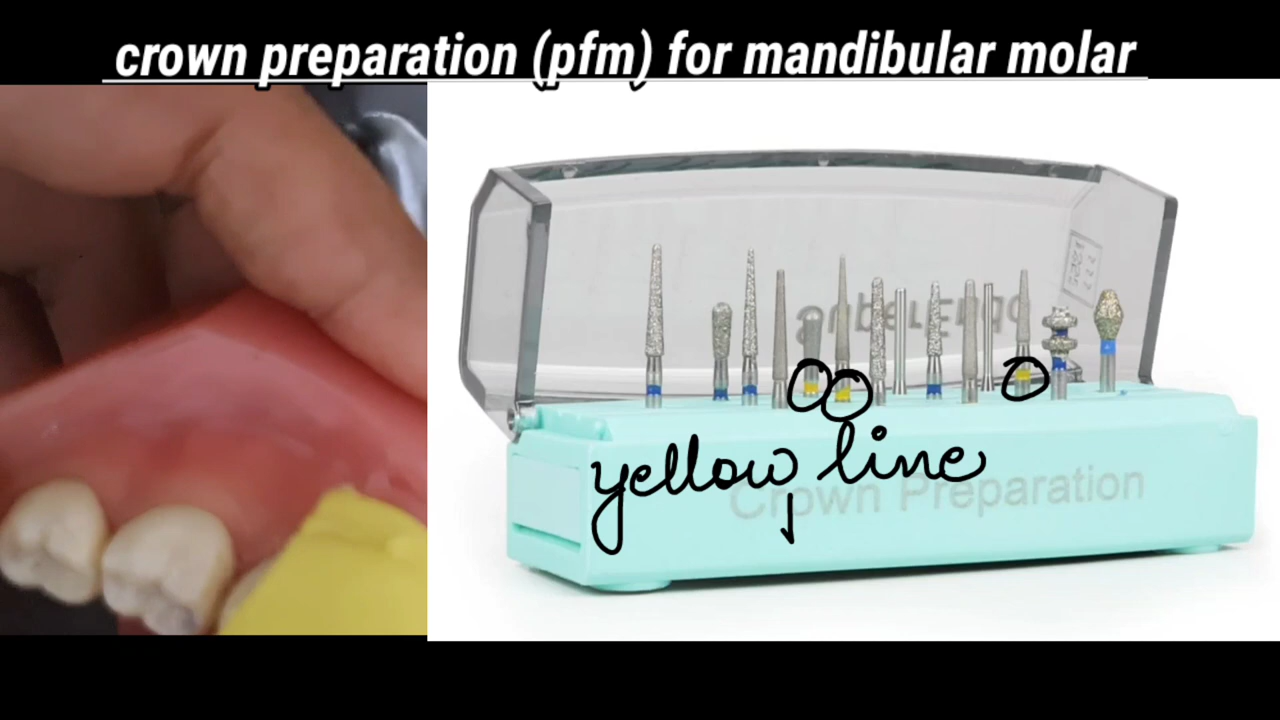 crown preparation (pfm) for mandibular molar
yellow line
Crown Preparation